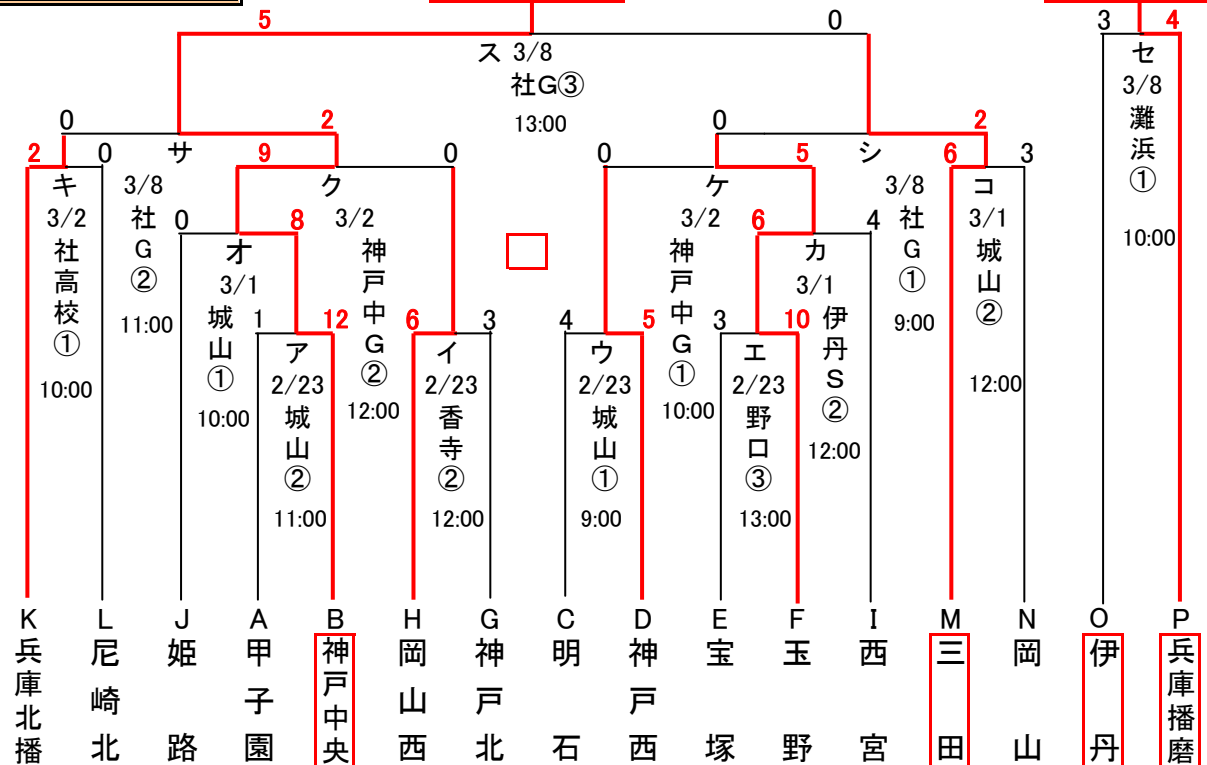 5
0
3
4
ス 3/8
社G③
13:00
セ
3/8
灘浜①
10:00
0
2
0
2
サ
3/8
社G②
11:00
シ
3/8
社G①
9:00
2
0
9
0
0
5
6
3
キ
3/2
社高校①
10:00
ク
3/2
神戸中G②
12:00
ケ
3/2
神戸中G①
10:00
コ
3/1
城山②
12:00
0
8
6
4
オ
3/1
城山①
10:00
カ
3/1
伊丹S②
12:00
1
12
6
3
4
5
3
10
ア
2/23
城山②
11:00
イ
2/23
香寺②
12:00
ウ
2/23
城山①
9:00
エ
2/23
野口③
13:00
K
L
J
A
B
H
G
C
D
E
F
I
M
N
O
P
兵庫北播
尼崎北
姫路
甲子園
神戸中央
岡山西
神戸北
明石
神戸西
宝塚
玉野
西宮
三田
岡山
伊丹
兵庫播磨